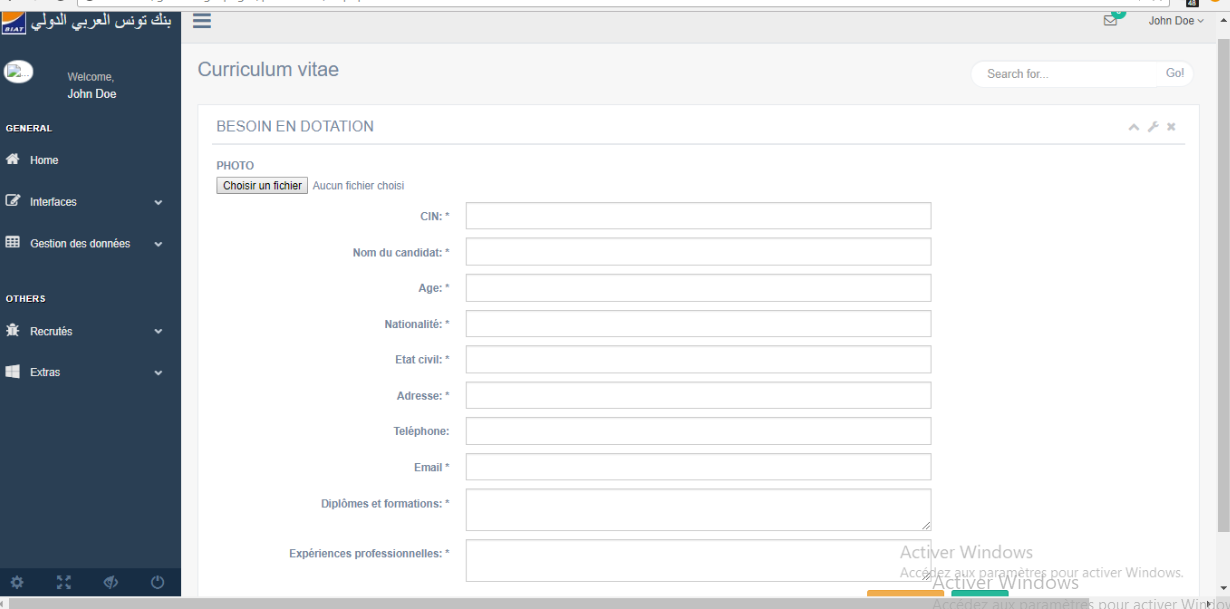 بنك تونس العربي الدولي
BIAT
48
John Doe
Welcome,
John Doe
Curriculum vitae
Search for...
Go!
GENERAL
Home
Interfaces
Gestion des données
OTHERS
Recrutés
Extras
BESOIN EN DOTATION
PHOTO
Choisir un fichier Aucun fichier choisi
CIN: *
Nom du candidat: *
Age: *
Nationalité: *
Etat civil: *
Adresse: *
Teléphone:
Email *
Diplômes et formations: *
Expériences professionnelles: *
Activer Windows
Accédez aux paramètres pour activer Windows.
Activer Windows
Accédez aux paramètres pour activer Windows